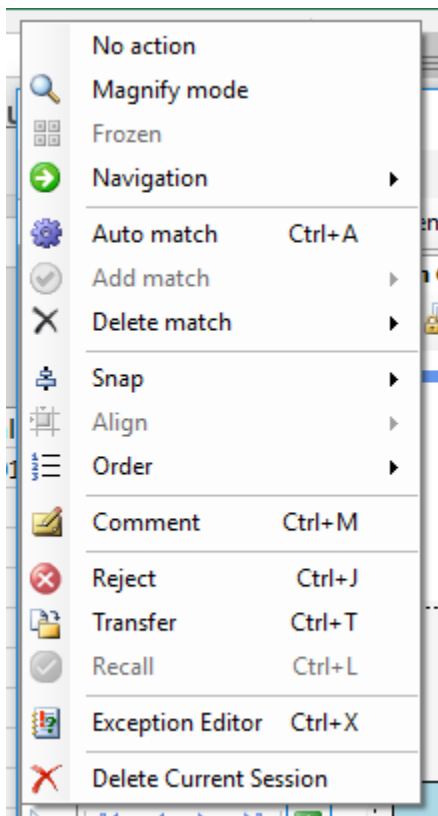 No action
Magnify mode
Frozen
Navigation
Auto match Ctrl+A
Add match
Delete match
Snap
Align
Order
Comment Ctrl+M
Reject Ctrl+J
Transfer Ctrl+T
Recall Ctrl+L
Exception Editor Ctrl+X
Delete Current Session